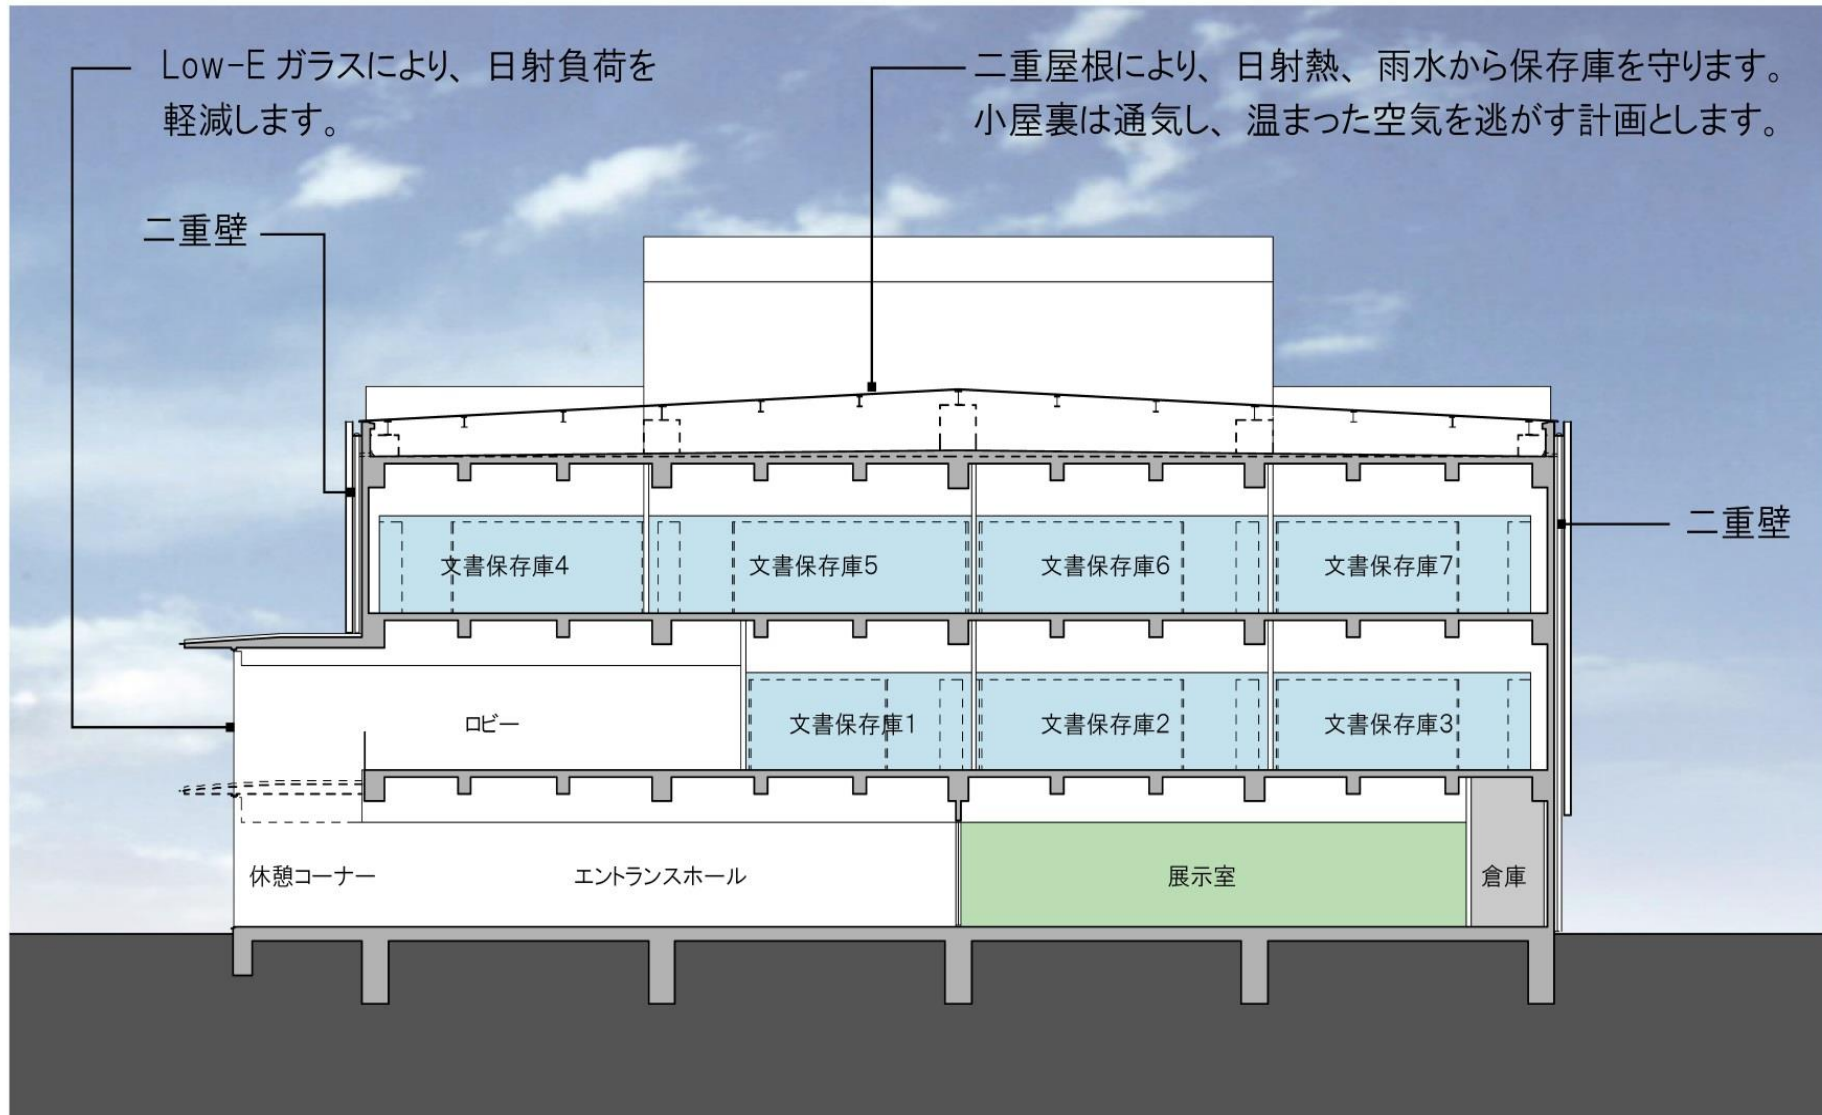 Low-E ガラスにより、日射負荷を
軽減します。
二重屋根により、日射熱、雨水から保存庫を守ります。
小屋裏は通気し、温まった空気を逃がす計画とします。
二重壁
二重壁
文書保存庫4
文書保存庫5
文書保存庫6
文書保存庫7
ロビー
文書保存庫1
文書保存庫2
文書保存庫3
休憩コーナー
エントランスホール
展示室
倉庫